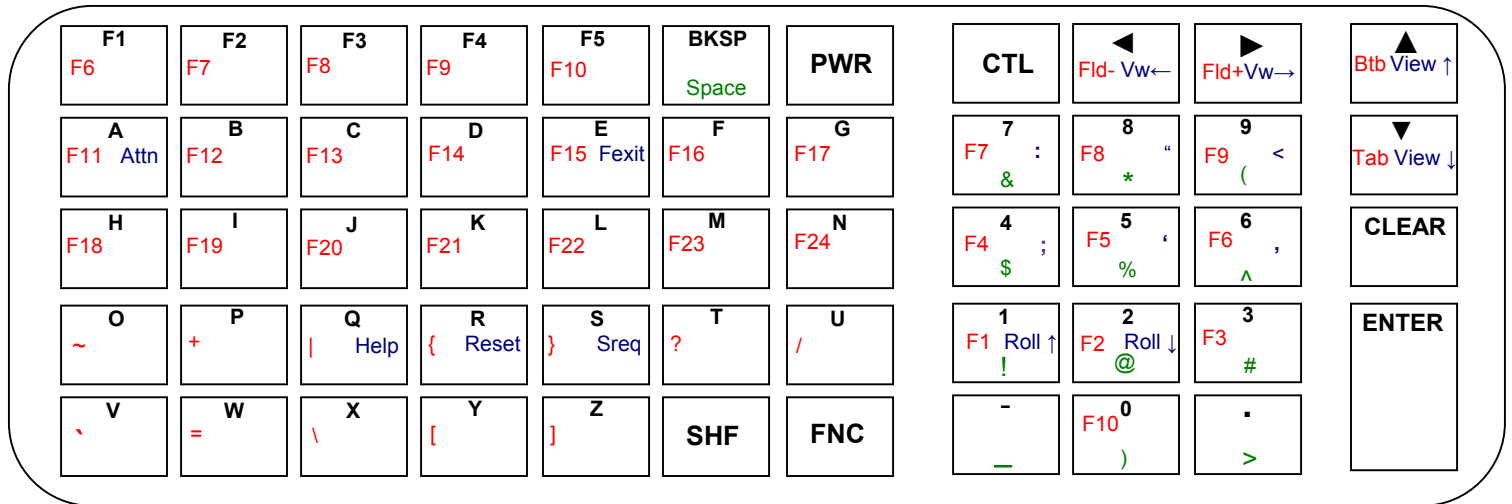 F1 F2 F3 F4 F5 BKSP PWR CTL ◀ ▶ ▲
F6 F7 F8 F9 F10 Space Fld- Vw← Fld+ Vw→ Btb View ↑
A B C D E F G 7 8 9 ▼
F11 Attn F12 F13 F14 F15 Fexit F16 F17 F7 : F8 “ F9 < Tab View ↓
& * (
H I J K L M N 4 5 6 CLEAR
F18 F19 F20 F21 F22 F23 F24 F4 ; F5 ‘ F6 ,
$ % ^
O P Q R S T U 1 2 3 ENTER
~ + | Help { Reset } Sreq ? / F1 Roll ↑ F2 Roll ↓ F3
! @ #
V W X Y Z SHF FNC - 0 .
` = \ [ ] F10
_ ) >